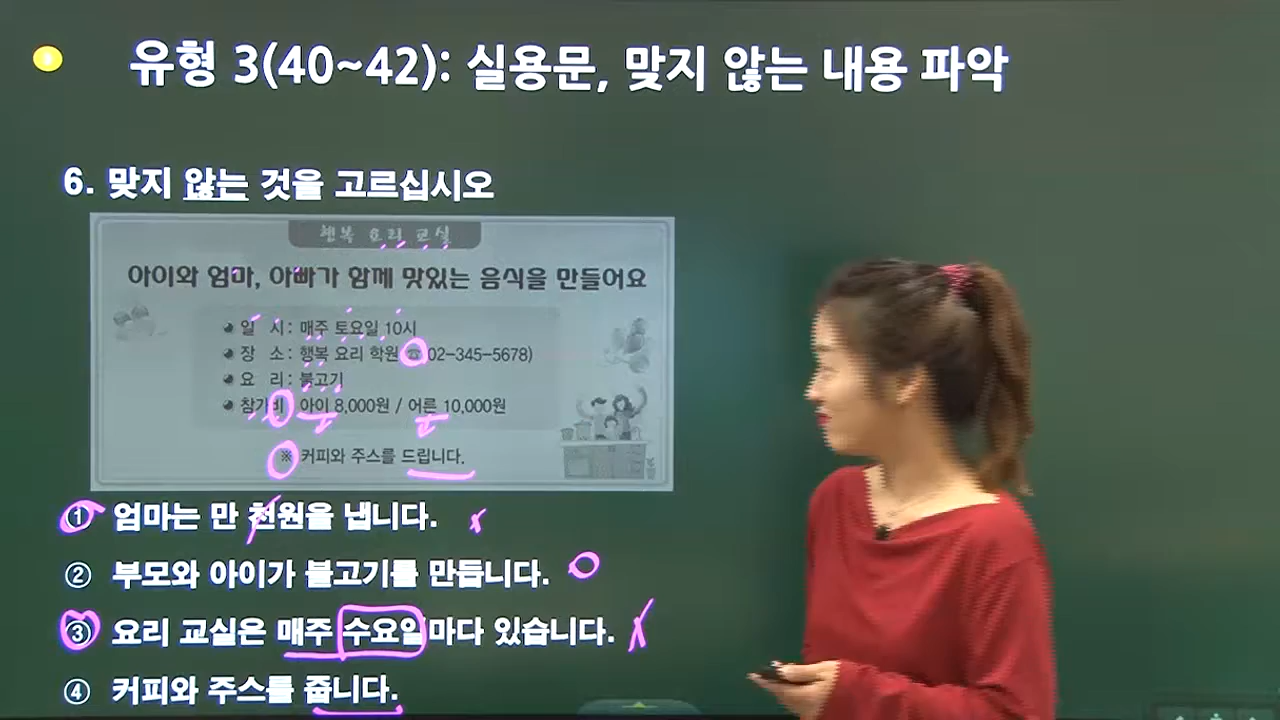 유형 3(40~42): 실용문, 맞지 않는 내용 파악
6. 맞지 않는 것을 고르십시오
행복 요리 교실
아이와 엄마, 아빠가 함께 맛있는 음식을 만들어요
일 시: 매주 토요일 10시
장 소: 행복 요리 학원(☎02-345-5678)
요 리: 불고기
참가비: 아이 8,000원 / 어른 10,000원
※ 커피와 주스를 드립니다.
① 엄마는 만 천원을 냅니다.
② 부모와 아이가 불고기를 만듭니다.
③ 요리 교실은 매주 수요일마다 있습니다.
④ 커피와 주스를 줍니다.